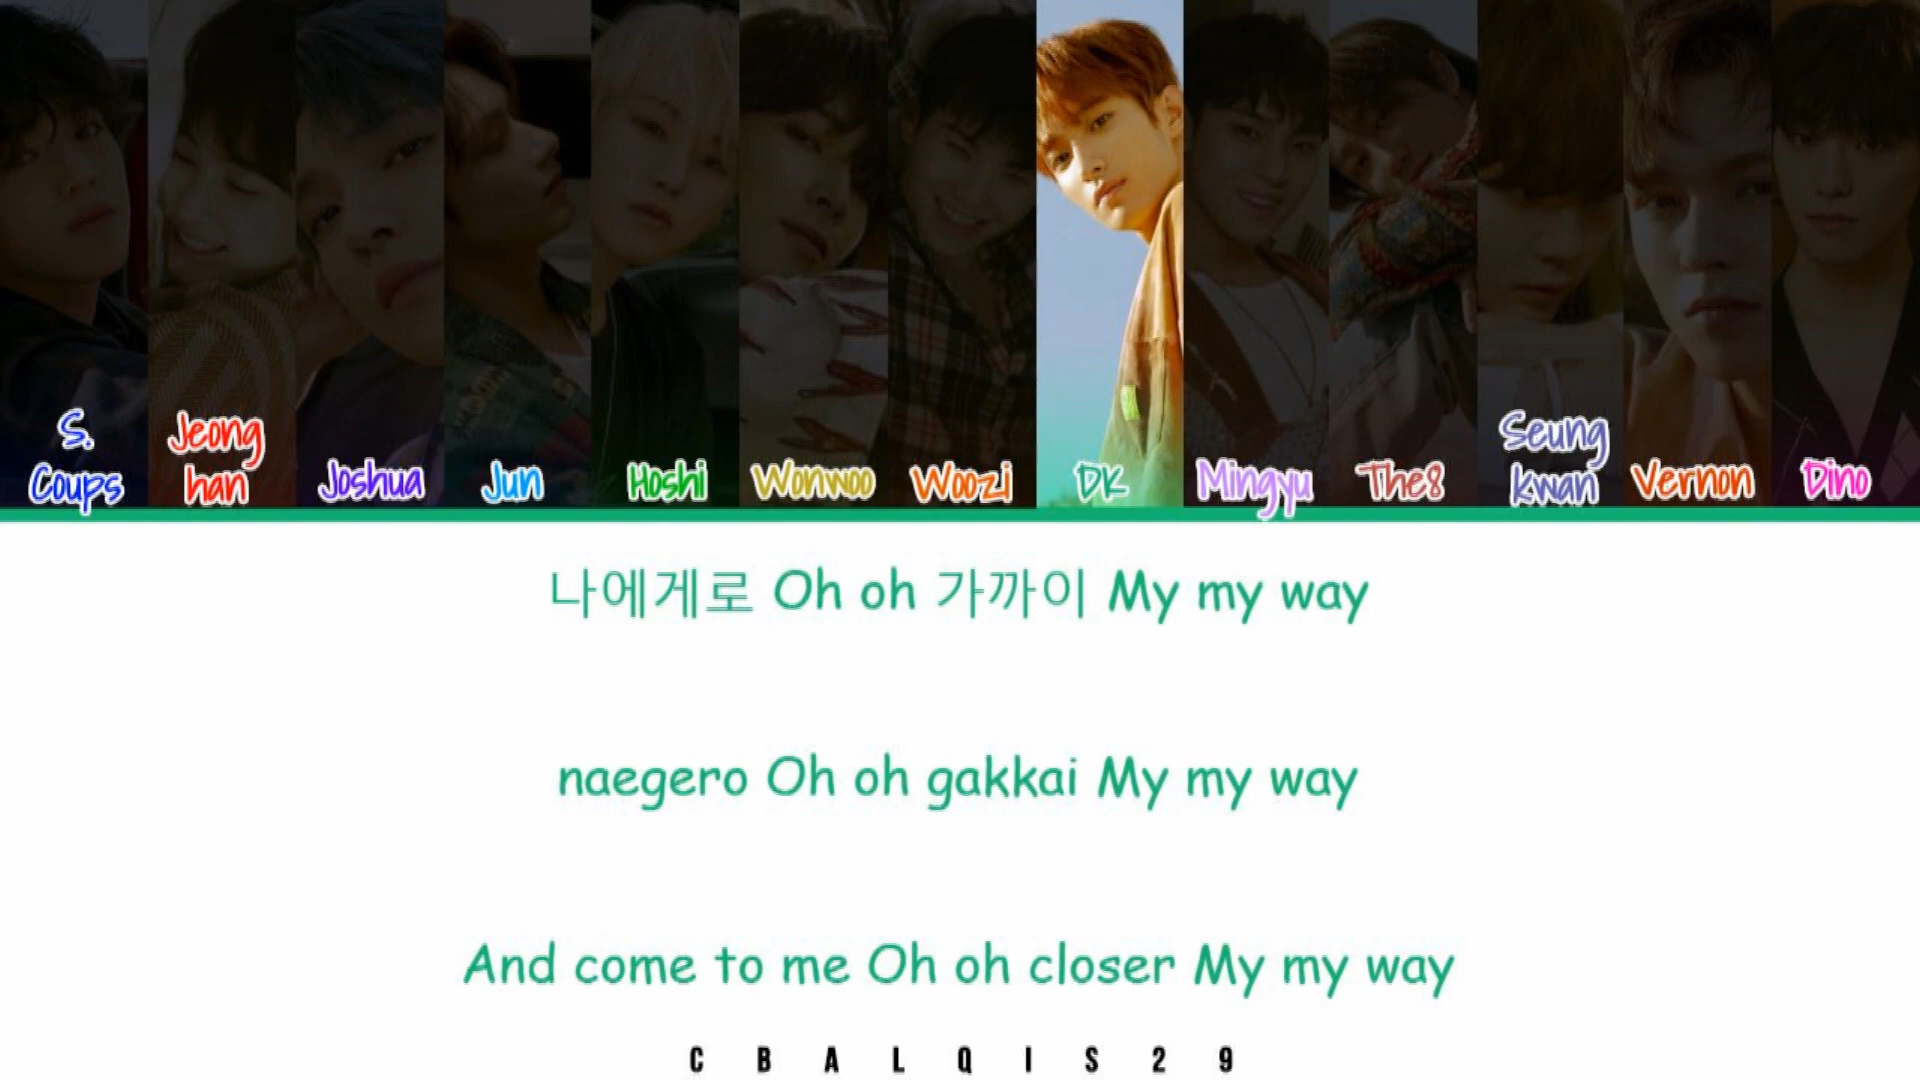 S. Coups
Jeong han
Joshua
Jun
Hoshi
Wonwoo
Woozi
DK
Mingyu
The8
Seung kwan
Vernon
Dino
나에게로 Oh oh 가까이 My my way
naegero Oh oh gakkai My my way
And come to me Oh oh closer My my way
CBALQIS29